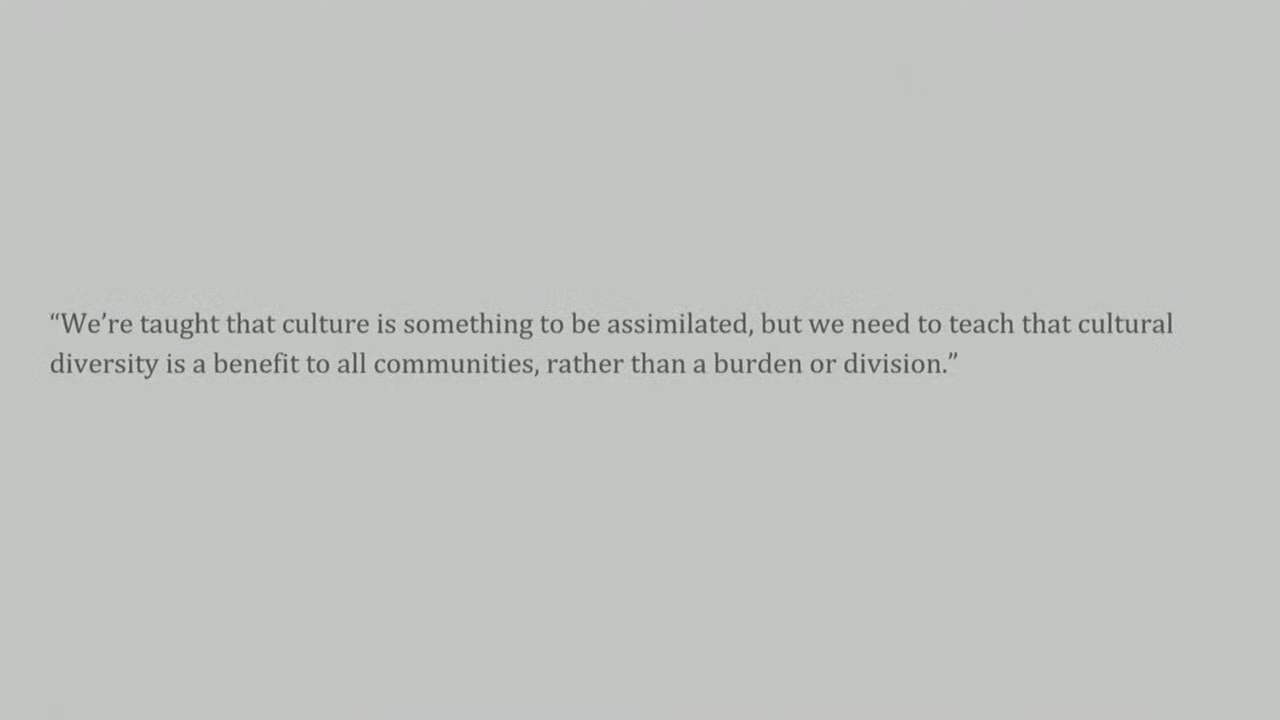 “We’re taught that culture is something to be assimilated, but we need to teach that cultural
diversity is a benefit to all communities, rather than a burden or division.”